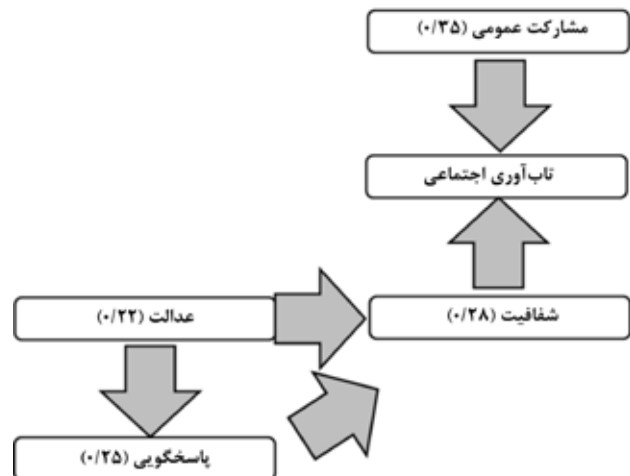 مشارکت عمومی (۰/۳۵)
تاب‌آوری اجتماعی
شفافیت (۰/۲۸)
عدالت (۰/۲۲)
پاسخگویی (۰/۲۵)